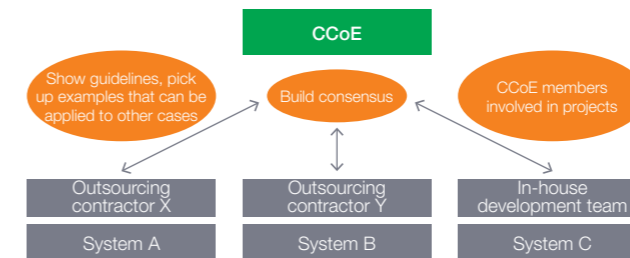 CCoE
Show guidelines, pick
up examples that can be
applied to other cases
Build consensus
CCoE members
involved in projects
Outsourcing
contractor X
Outsourcing
contractor Y
In-house
development team
System A
System B
System C